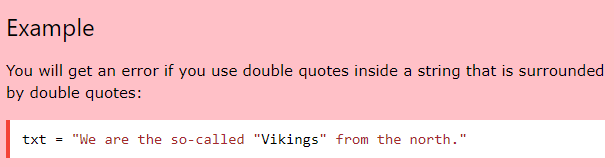 Example
You will get an error if you use double quotes inside a string that is surrounded
by double quotes:
txt = "We are the so-called "Vikings" from the north."